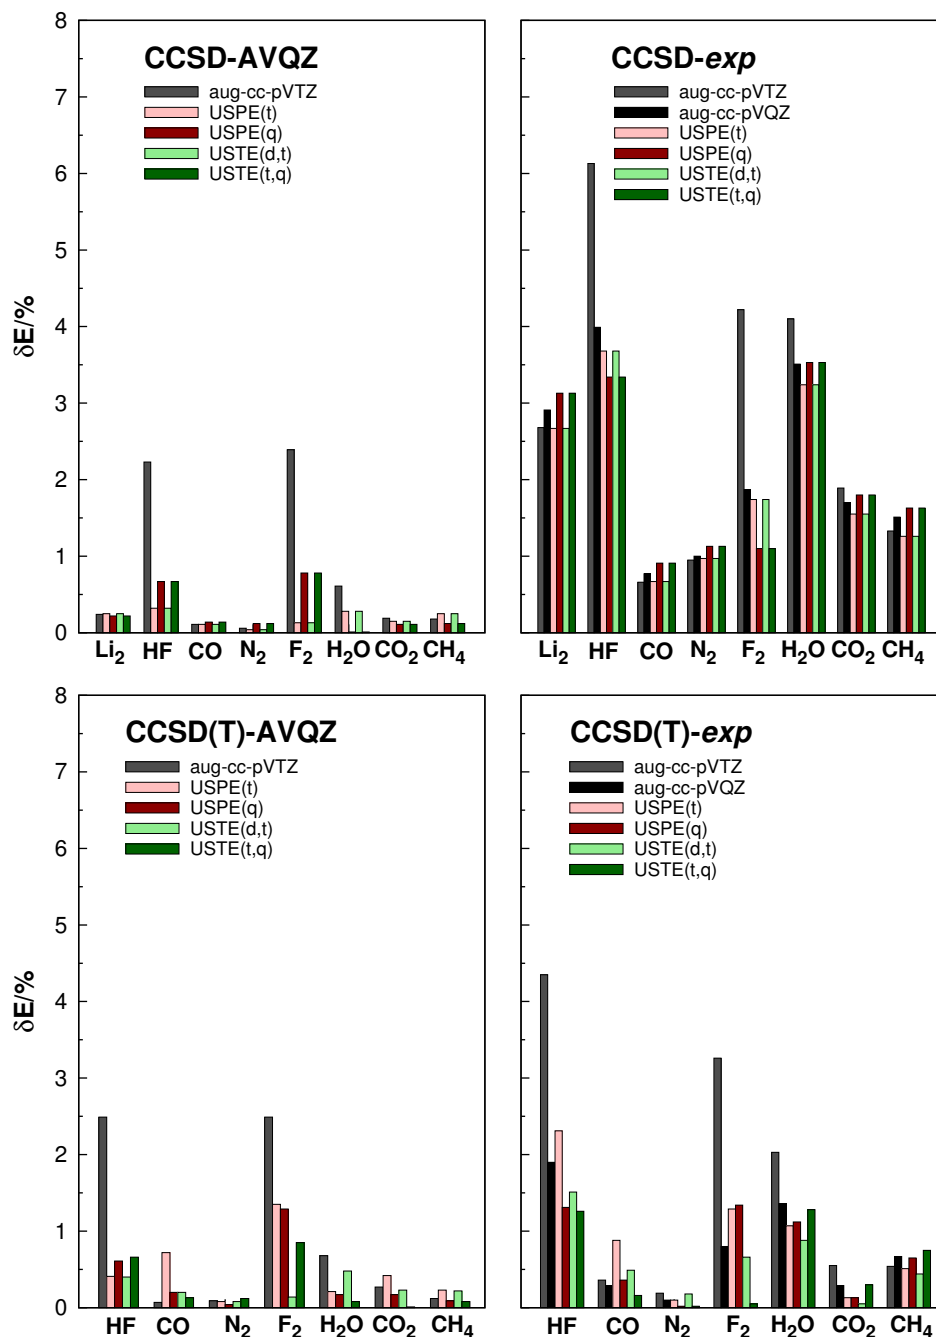 CCSD-AVQZ
aug-cc-pVTZ
USPE(t)
USPE(q)
USTE(d,t)
USTE(t,q)
8
7
6
5
4
3
2
1
0
δE/%
Li₂ HF CO N₂ F₂ H₂O CO₂ CH₄
CCSD-exp
aug-cc-pVTZ
aug-cc-pVQZ
USPE(t)
USPE(q)
USTE(d,t)
USTE(t,q)
Li₂ HF CO N₂ F₂ H₂O CO₂ CH₄
CCSD(T)-AVQZ
aug-cc-pVTZ
USPE(t)
USPE(q)
USTE(d,t)
USTE(t,q)
8
7
6
5
4
3
2
1
0
δE/%
HF CO N₂ F₂ H₂O CO₂ CH₄
CCSD(T)-exp
aug-cc-pVTZ
aug-cc-pVQZ
USPE(t)
USPE(q)
USTE(d,t)
USTE(t,q)
HF CO N₂ F₂ H₂O CO₂ CH₄